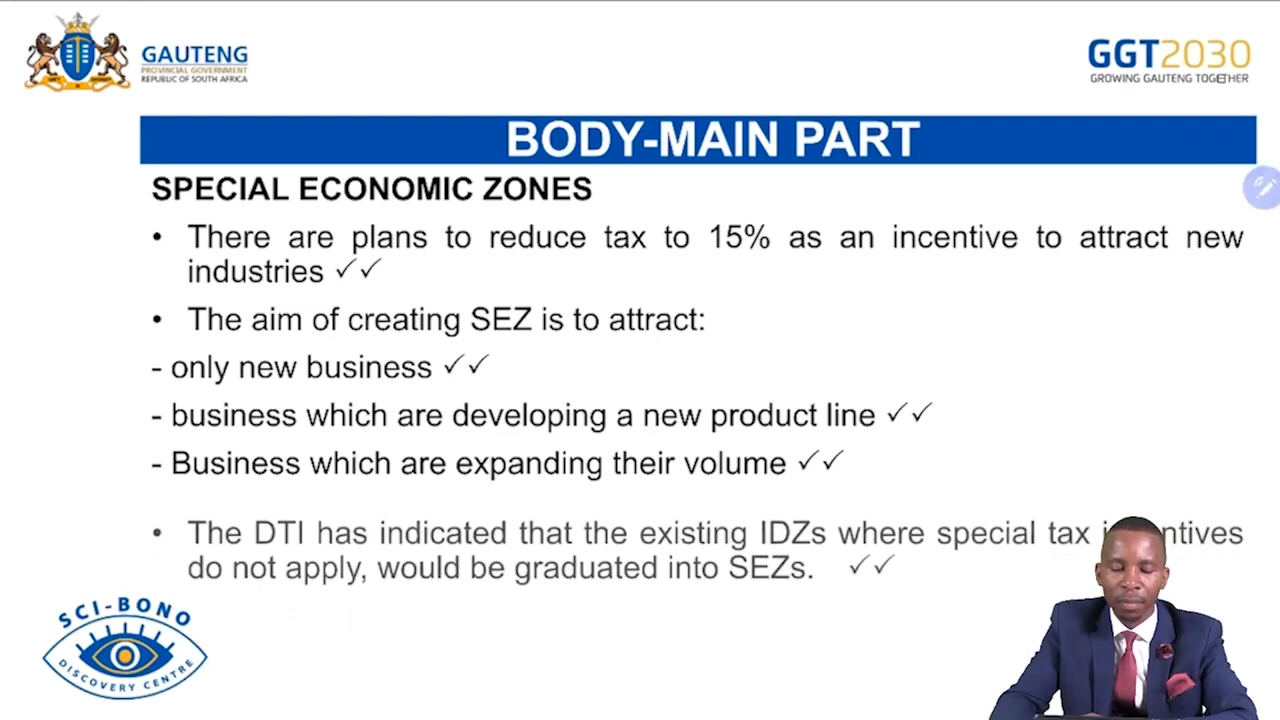 GAUTENG
PROVINCIAL GOVERNMENT
REPUBLIC OF SOUTH AFRICA
GGT2030
GROWING GAUTENG TOGETHER
BODY-MAIN PART
SPECIAL ECONOMIC ZONES
• There are plans to reduce tax to 15% as an incentive to attract new
industries ✓✓
• The aim of creating SEZ is to attract:
- only new business ✓✓
- business which are developing a new product line ✓✓
- Business which are expanding their volume ✓✓
• The DTI has indicated that the existing IDZs where special tax
do not apply, would be graduated into SEZs. ✓✓
SCI-BONO
DISCOVERY CENTRE